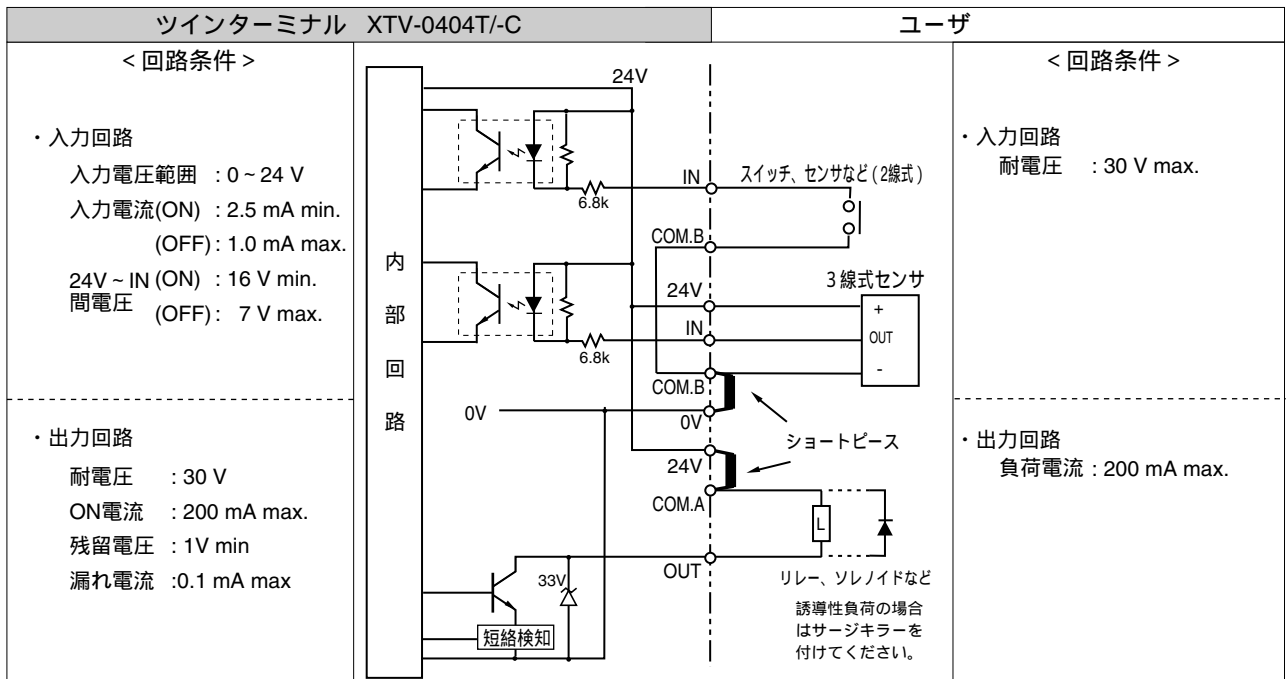 ツインターミナル XTV-0404T/-C
ユーザ
<回路条件>
・入力回路
入力電圧範囲 : 0~24 V
入力電流(ON) : 2.5 mA min.
(OFF) : 1.0 mA max.
24V~IN (ON) : 16 V min.
間電圧 (OFF) : 7 V max.
・出力回路
耐電圧 : 30 V
ON電流 : 200 mA max.
残留電圧 : 1V min
漏れ電流 :0.1 mA max
内
部
回
路
24V
6.8k
IN
COM.B
24V
6.8k
IN
COM.B
0V
0V
24V
COM.A
OUT
33V
短絡検知
スイッチ、センサなど(2線式)
3線式センサ
+
OUT
-
ショートピース
L
リレー、ソレノイドなど
誘導性負荷の場合
はサージキラーを
付けてください。
<回路条件>
・入力回路
耐電圧 : 30 V max.
・出力回路
負荷電流 : 200 mA max.